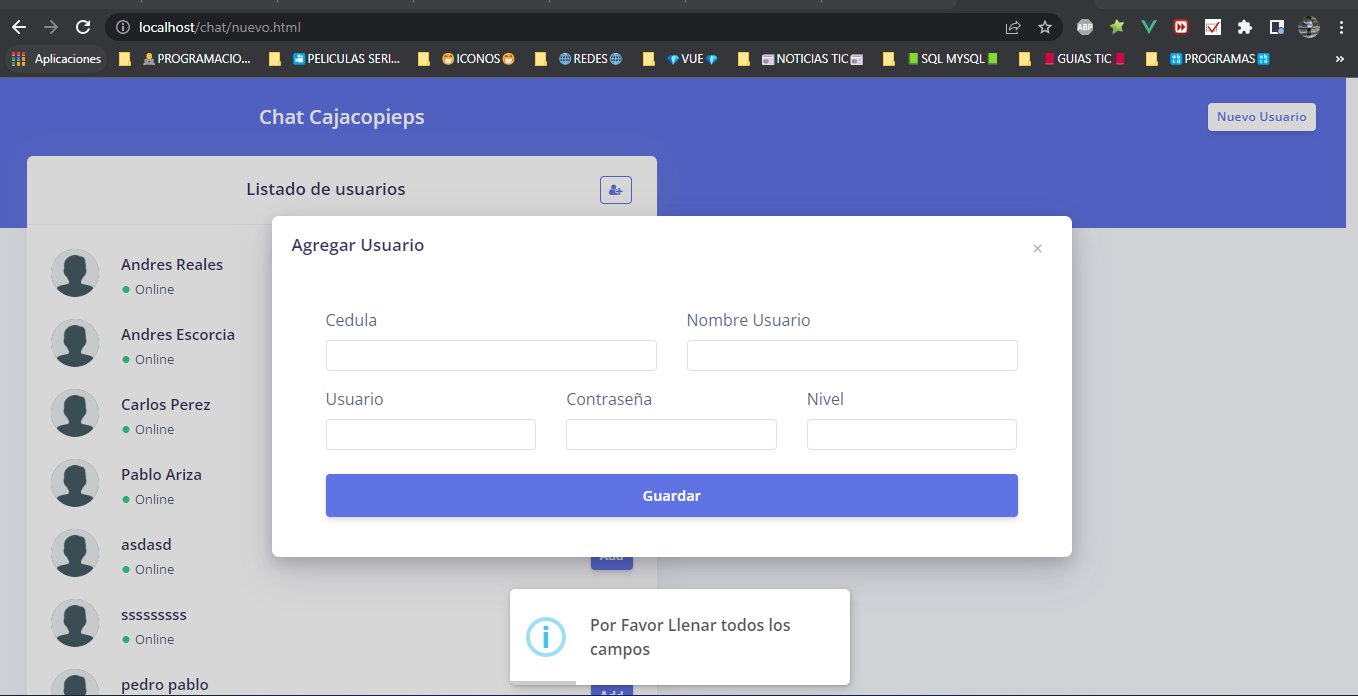 localhost/chat/nuevo.html
ABP
Aplicaciones PROGRAMACIO... PELICULAS SERI... ICONOS REDES VUE NOTICIAS TIC SQL MYSQL GUIAS TIC PROGRAMAS »
Chat Cajacopieps
Nuevo Usuario
Listado de usuarios
Agregar Usuario
×
Andres Reales
Online
Andres Escorcia
Online
Carlos Perez
Online
Pablo Ariza
Online
asdasd
Online
Add
sssssssss
Online
pedro pablo
Add
Cedula
Nombre Usuario
Usuario
Contraseña
Nivel
Guardar
Por Favor Llenar todos los
campos